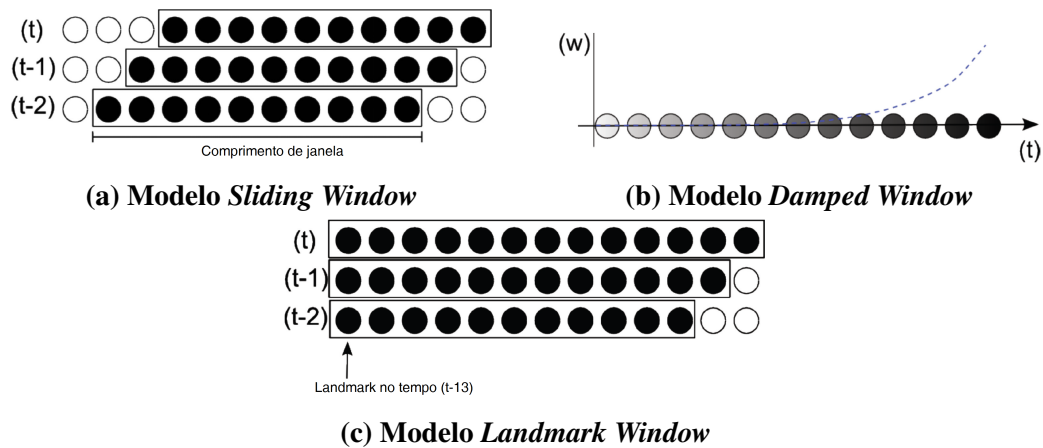 (t)
(t-1)
(t-2)
Comprimento de janela
(a) Modelo Sliding Window
(w)
(t)
(b) Modelo Damped Window
(t)
(t-1)
(t-2)
Landmark no tempo (t-13)
(c) Modelo Landmark Window